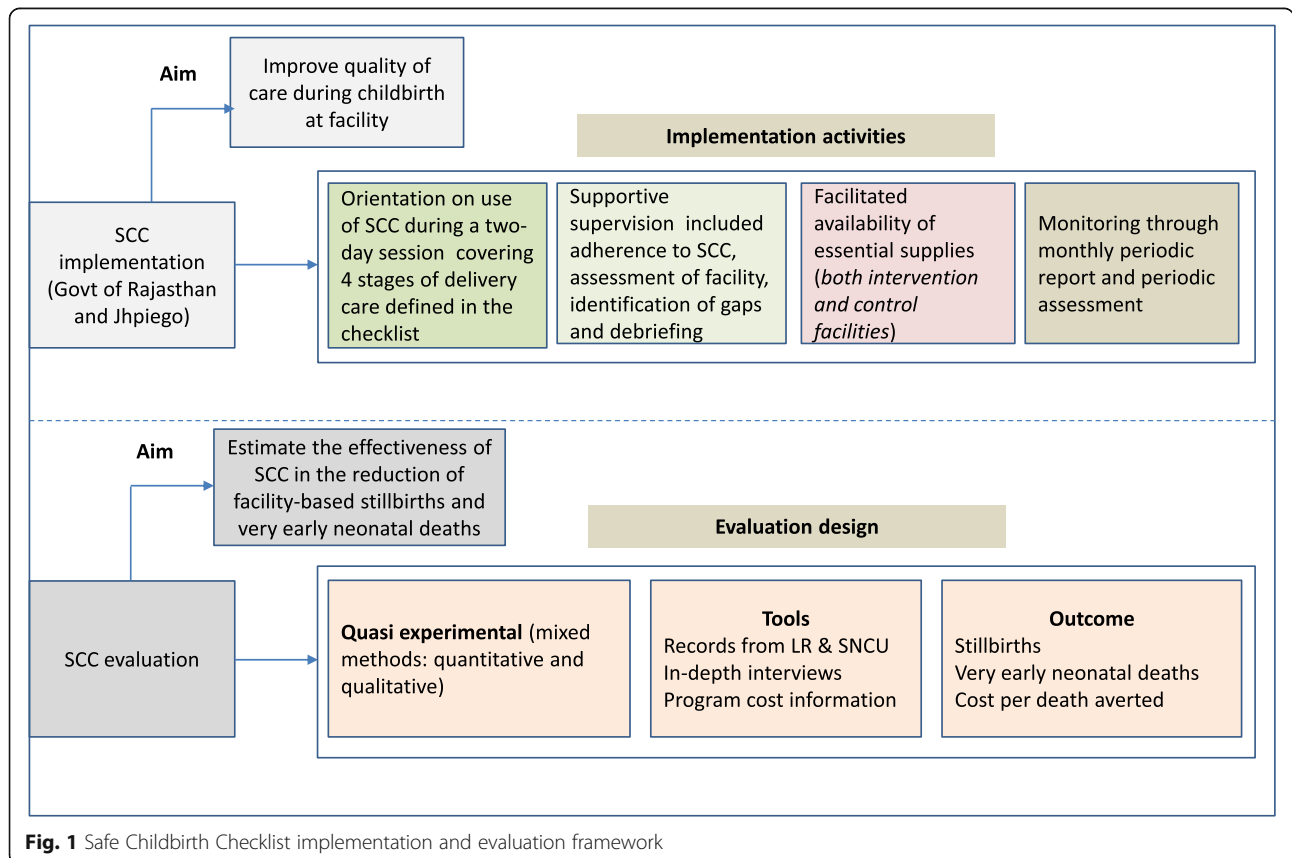 Aim
Improve quality of
care during childbirth
at facility
Implementation activities
SCC
implementation
(Govt of Rajasthan
and Jhpiego)
Orientation on use
of SCC during a two-
day session covering
4 stages of delivery
care defined in the
checklist
Supportive
supervision included
adherence to SCC,
assessment of facility,
identification of gaps
and debriefing
Facilitated
availability of
essential supplies
(both intervention
and control
facilities)
Monitoring through
monthly periodic
report and periodic
assessment
Aim
Estimate the effectiveness of
SCC in the reduction of
facility-based stillbirths and
very early neonatal deaths
Evaluation design
SCC evaluation
Quasi experimental (mixed
methods: quantitative and
qualitative)
Tools
Records from LR & SNCU
In-depth interviews
Program cost information
Outcome
Stillbirths
Very early neonatal deaths
Cost per death averted
Fig. 1 Safe Childbirth Checklist implementation and evaluation framework